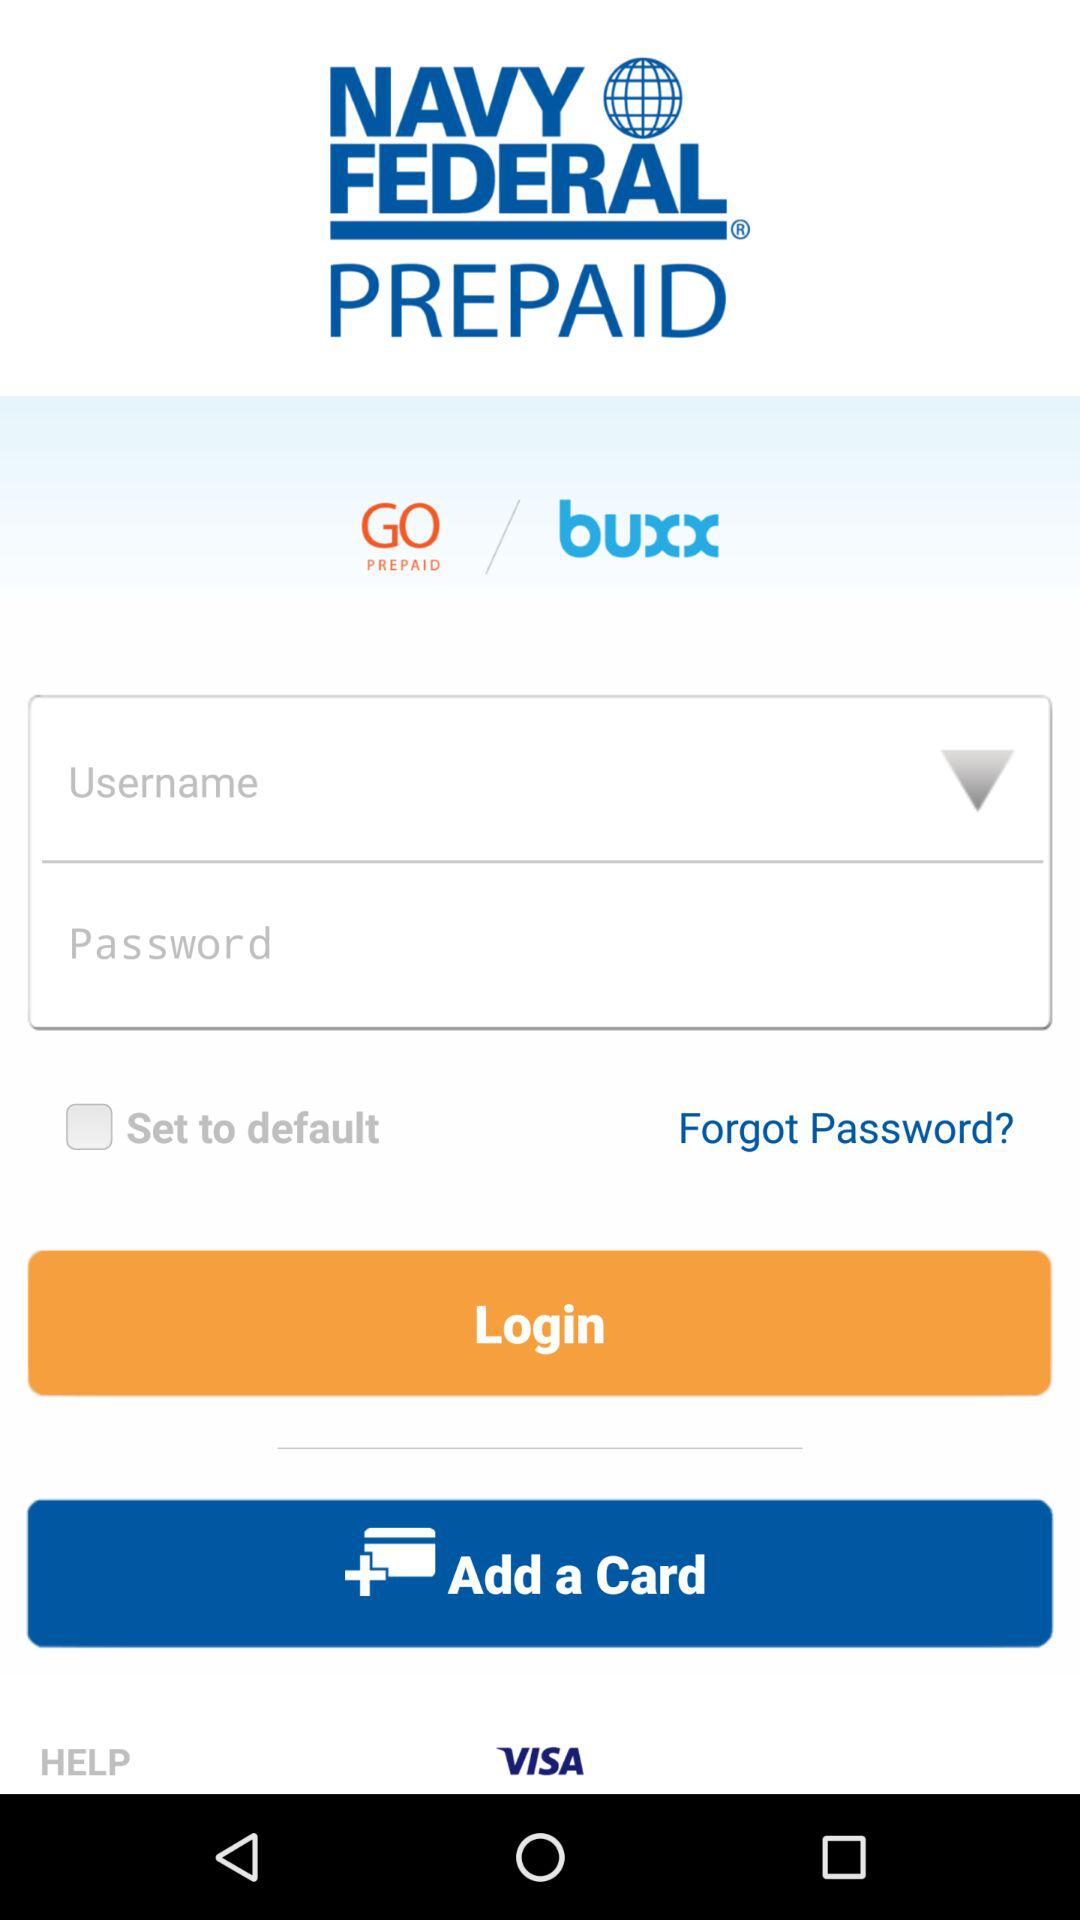 NAVY
FEDERAL®
PREPAID
GO
PREPAID
buxx
Username
Password
Set to default
Forgot Password?
Login
Add a Card
HELP
VISA